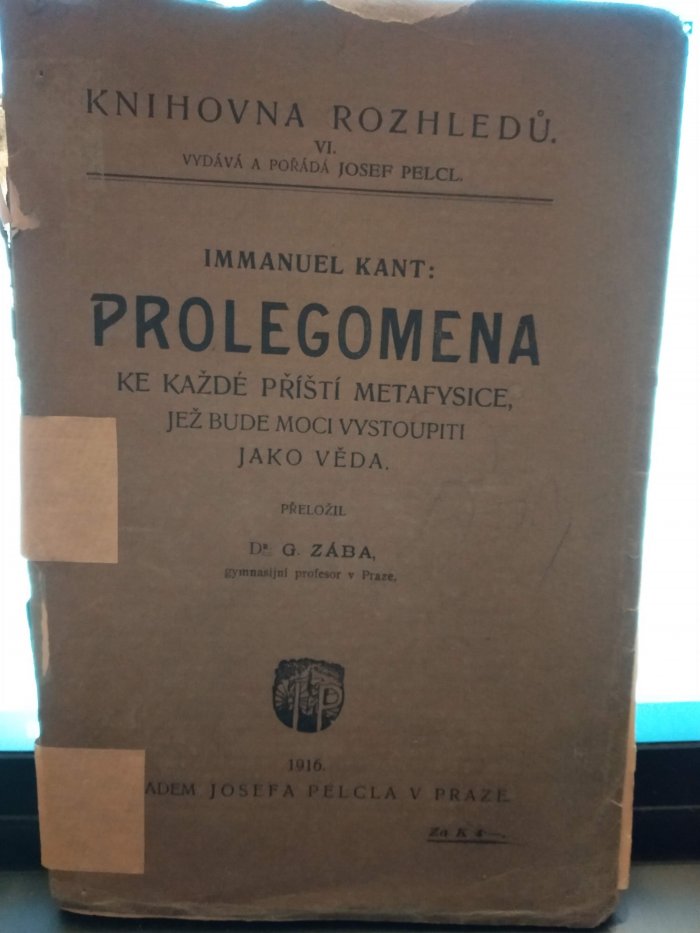 KNIHOVNA ROZHLEDŮ.
VI.
VYDÁVÁ A POŘÁDÁ JOSEF PELCL.
IMMANUEL KANT:
PROLEGOMENA
KE KAŽDÉ PŘÍŠTÍ METAFYSICE,
JEŽ BUDE MOCI VYSTOUPITI
JAKO VĚDA.
PŘELOŽIL
Dr G. ZÁBA,
gymnasijní profesor v Praze.
JP
1916.
ADEM JOSEFA PELCLA V PRAZE.
Za K 4—.